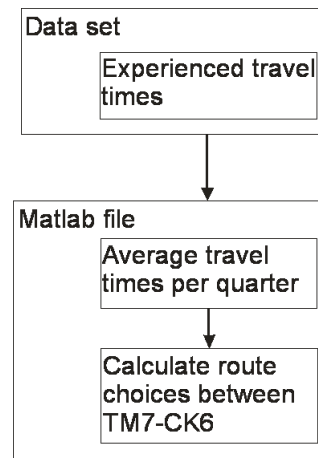 Data set
Experienced travel
times
Matlab file
Average travel
times per quarter
Calculate route
choices between
TM7-CK6